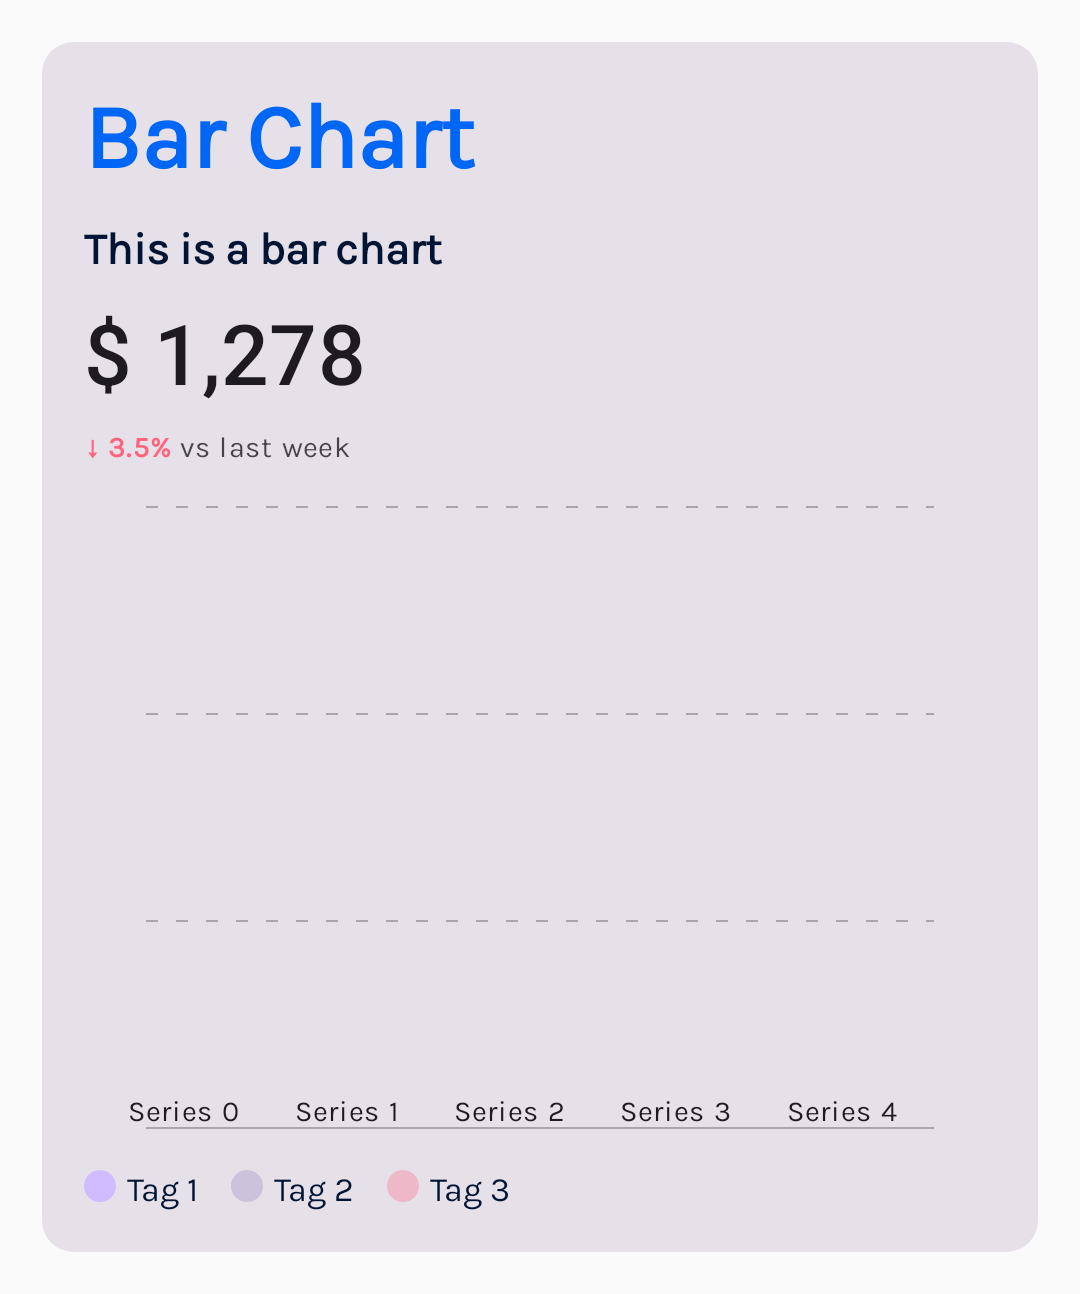 Bar Chart
This is a bar chart
$ 1,278
↓ 3.5% vs last week
Series 0 Series 1 Series 2 Series 3 Series 4
Tag 1 Tag 2 Tag 3